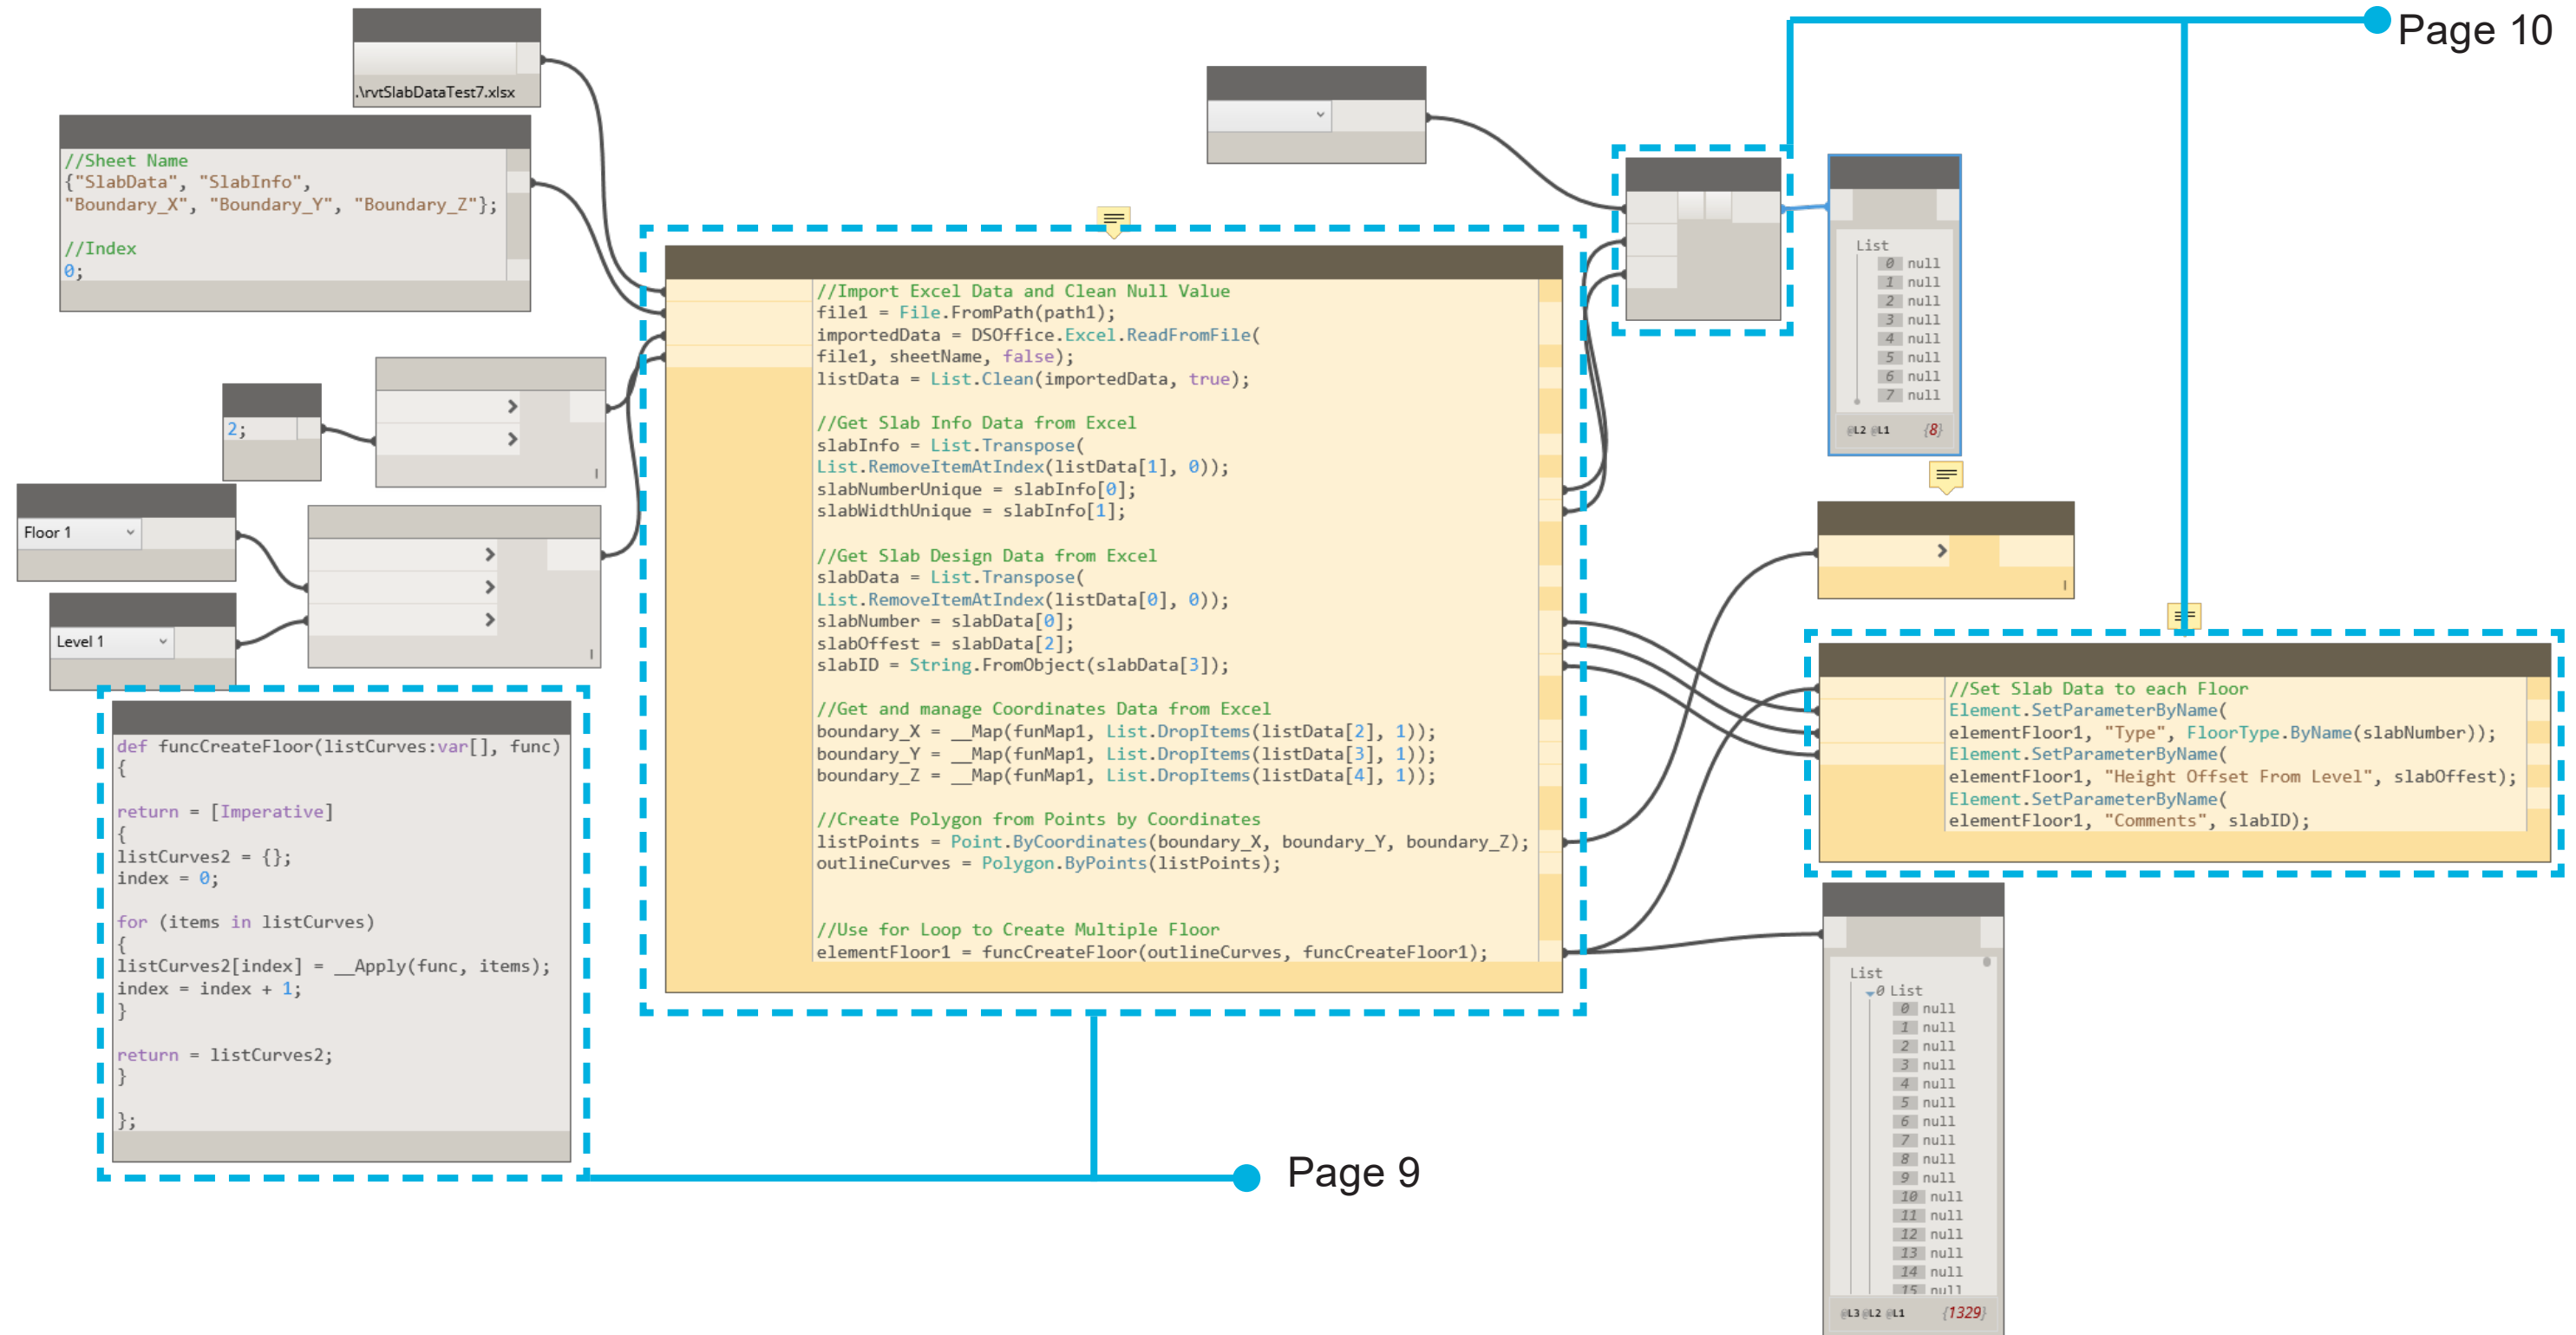 Page 10
.\rvtSlabDataTest7.xlsx
//Sheet Name
{"SlabData", "SlabInfo",
"Boundary_X", "Boundary_Y", "Boundary_Z"};
//Index
0;
2;
Floor 1
Level 1
def funcCreateFloor(listCurves:var[], func)
{
return = [Imperative]
{
listCurves2 = {};
index = 0;
for (items in listCurves)
{
listCurves2[index] = __Apply(func, items);
index = index + 1;
}
return = listCurves2;
}
};
//Import Excel Data and Clean Null Value
file1 = File.FromPath(path1);
importedData = DSOffice.Excel.ReadFromFile(
file1, sheetName, false);
listData = List.Clean(importedData, true);
//Get Slab Info Data from Excel
slabInfo = List.Transpose(
List.RemoveItemAtIndex(listData[1], 0));
slabNumberUnique = slabInfo[0];
slabWidthUnique = slabInfo[1];
//Get Slab Design Data from Excel
slabData = List.Transpose(
List.RemoveItemAtIndex(listData[0], 0));
slabNumber = slabData[0];
slabOffest = slabData[2];
slabID = String.FromObject(slabData[3]);
//Get and manage Coordinates Data from Excel
boundary_X = __Map(funMap1, List.DropItems(listData[2], 1));
boundary_Y = __Map(funMap1, List.DropItems(listData[3], 1));
boundary_Z = __Map(funMap1, List.DropItems(listData[4], 1));
//Create Polygon from Points by Coordinates
listPoints = Point.ByCoordinates(boundary_X, boundary_Y, boundary_Z);
outlineCurves = Polygon.ByPoints(listPoints);
//Use for Loop to Create Multiple Floor
elementFloor1 = funcCreateFloor(outlineCurves, funcCreateFloor1);
List
0 null
1 null
2 null
3 null
4 null
5 null
6 null
7 null
@L2 @L1 {8}
//Set Slab Data to each Floor
Element.SetParameterByName(
elementFloor1, "Type", FloorType.ByName(slabNumber));
Element.SetParameterByName(
elementFloor1, "Height Offset From Level", slabOffest);
Element.SetParameterByName(
elementFloor1, "Comments", slabID);
List
0 List
0 null
1 null
2 null
3 null
4 null
5 null
6 null
7 null
8 null
9 null
10 null
11 null
12 null
13 null
14 null
15 null
@L3 @L2 @L1 {1329}
Page 9